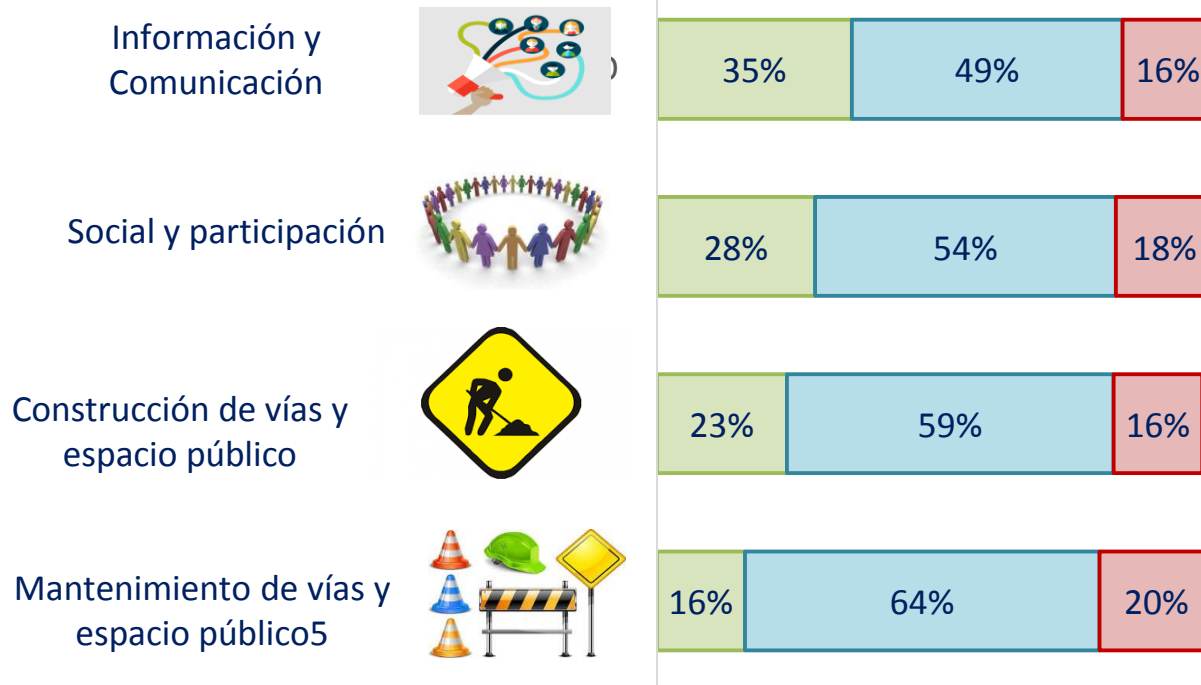 Información y
Comunicación
35% 49% 16%
Social y participación
28% 54% 18%
Construcción de vías y
espacio público
23% 59% 16%
Mantenimiento de vías y
espacio público5
16% 64% 20%